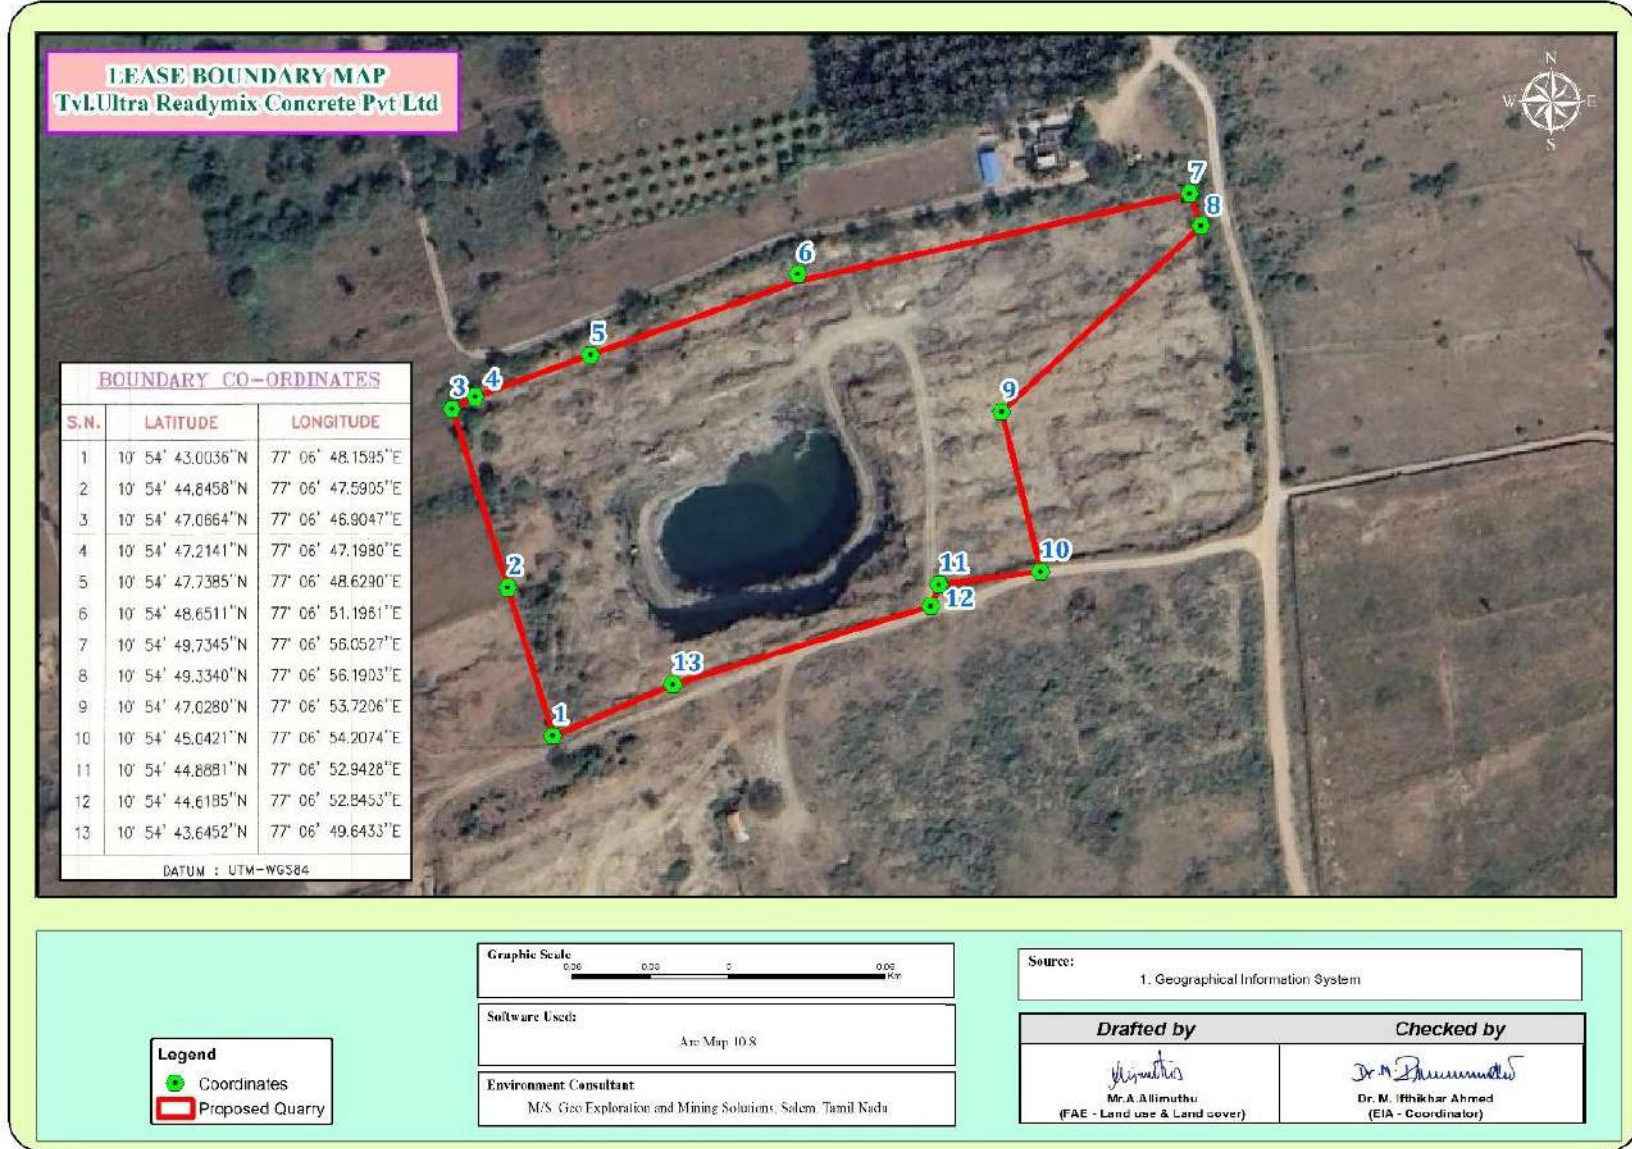 LEASE BOUNDARY MAP
Tvl.Ultra Readymix Concrete Pvt Ltd
N
W E
S
7
8
6
5
3 4
9
2
11 10
12
13
1
BOUNDARY CO-ORDINATES
S.N. LATITUDE LONGITUDE
1 10° 54' 43.0036"N 77° 06' 48.1595"E
2 10° 54' 44.8458"N 77° 06' 47.5905"E
3 10° 54' 47.0664"N 77° 06' 46.9047"E
4 10° 54' 47.2141"N 77° 06' 47.1980"E
5 10° 54' 47.7385"N 77° 06' 48.6290"E
6 10° 54' 48.6511"N 77° 06' 51.1961"E
7 10° 54' 49.7345"N 77° 06' 56.0527"E
8 10° 54' 49.3340"N 77° 06' 56.1903"E
9 10° 54' 47.0280"N 77° 06' 53.7206"E
10 10° 54' 45.0421"N 77° 06' 54.2074"E
11 10° 54' 44.8881"N 77° 06' 52.9428"E
12 10° 54' 44.6185"N 77° 06' 52.8453"E
13 10° 54' 43.6452"N 77° 06' 49.6433"E
DATUM : UTM-WGS84
Legend
Coordinates
Proposed Quarry
Graphic Scale
0.06 0.03 0 0.06
Km
Software Used:
Arc Map 10.8
Environment Consultant
M/S. Geo Exploration and Mining Solutions, Salem, Tamil Nadu
Source:
1. Geographical Information System
Drafted by Checked by
Mr.A.Allimuthu
(FAE - Land use & Land cover)
Dr. M. Ifthikhar Ahmed
(EIA - Coordinator)